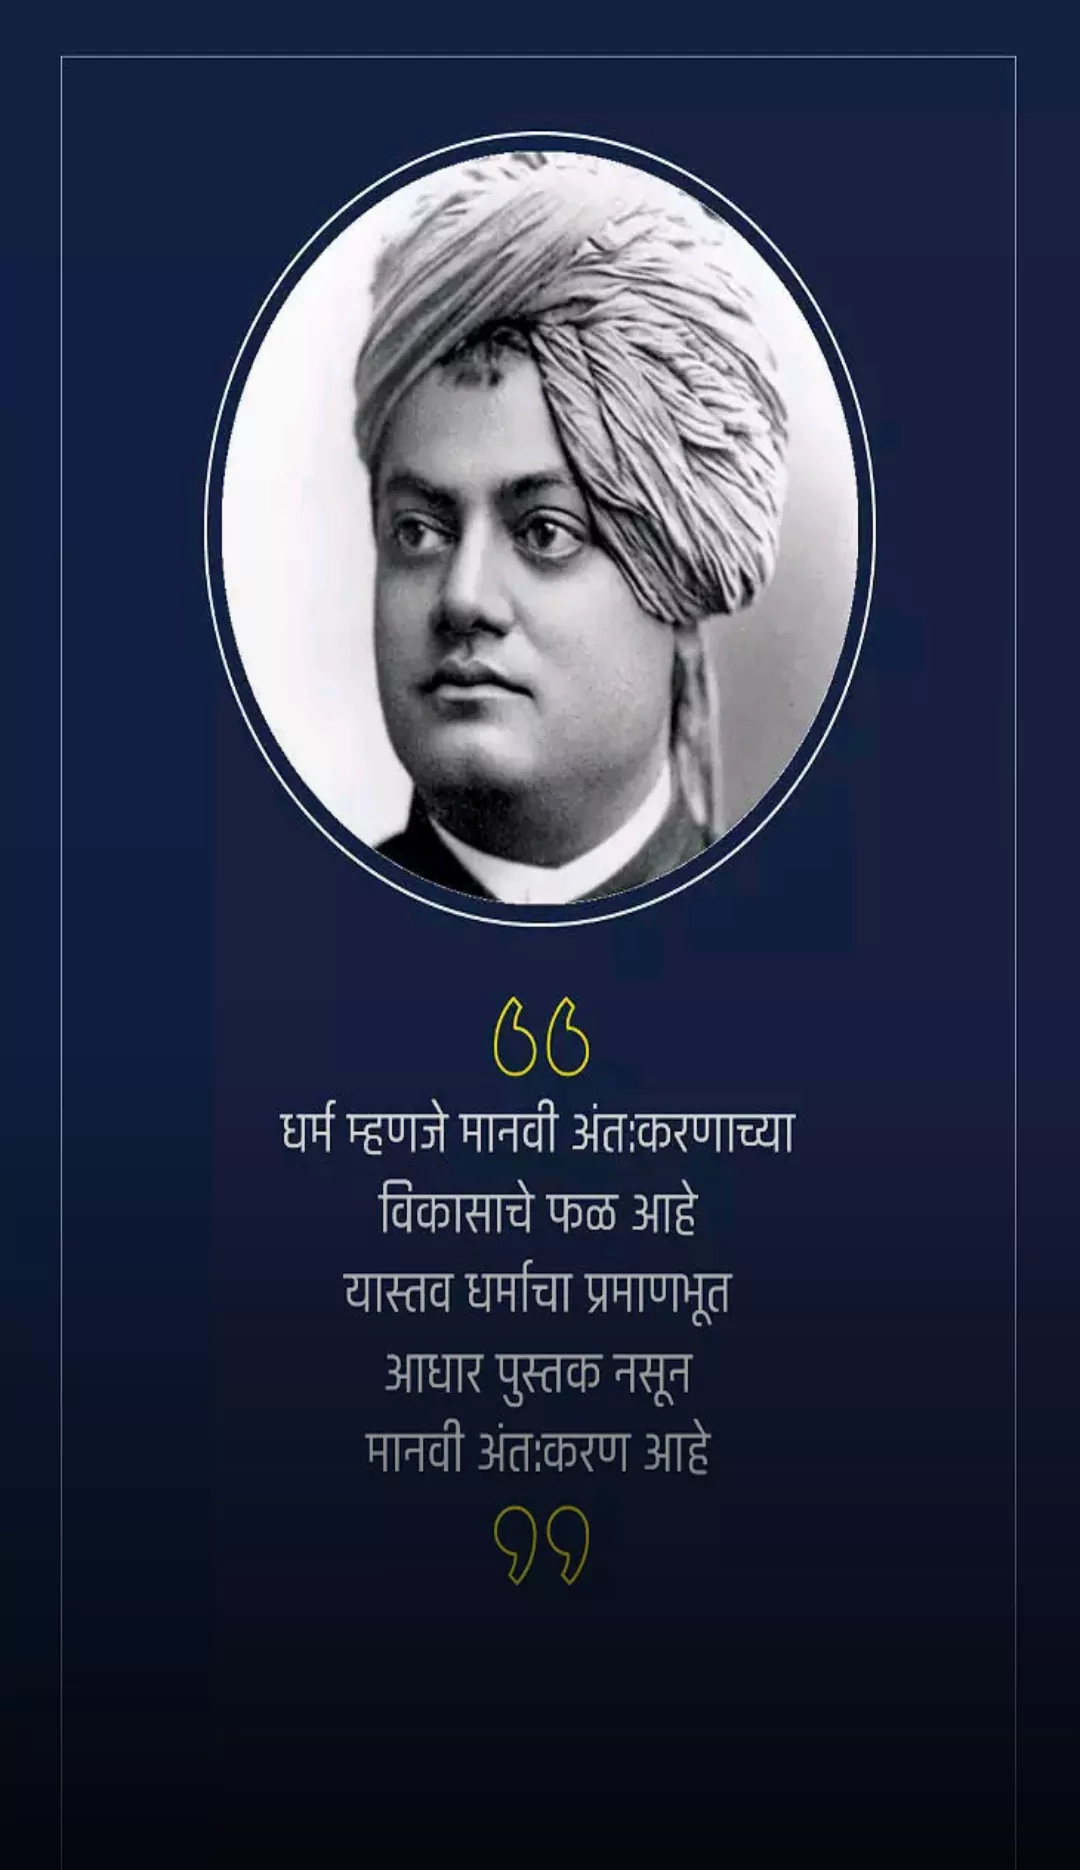 धर्म म्हणजे मानवी अंत:करणाच्या
विकासाचे फळ आहे
यास्तव धर्माचा प्रमाणभूत
आधार पुस्तक नसून
मानवी अंत:करण आहे